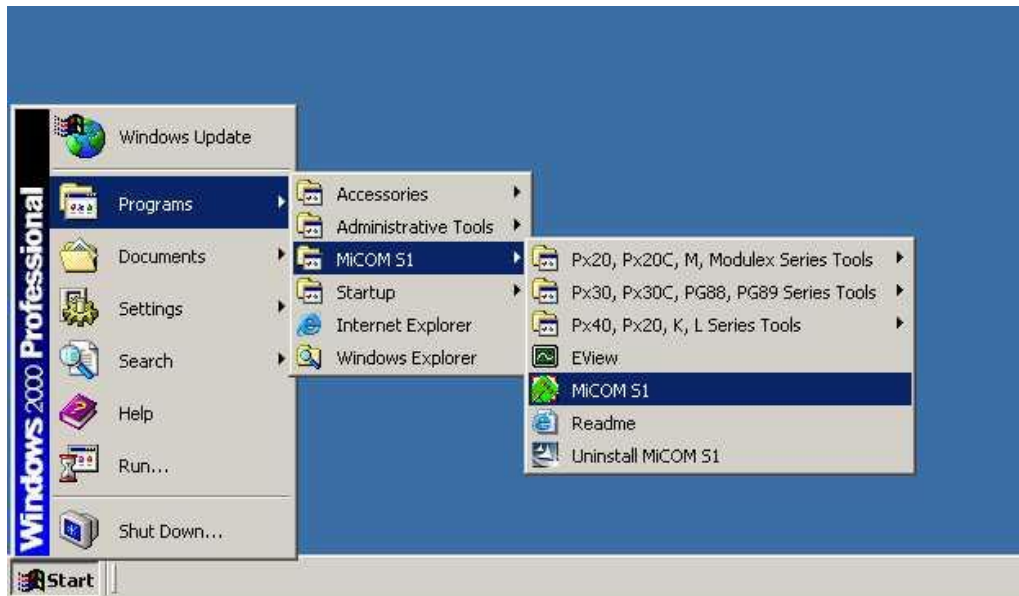 Windows 2000 Professional
Windows Update
Programs
Documents
Settings
Search
Help
Run...
Shut Down...
Start
Accessories
Administrative Tools
MiCOM S1
Startup
Internet Explorer
Windows Explorer
Px20, Px20C, M, Modulex Series Tools
Px30, Px30C, PG88, PG89 Series Tools
Px40, Px20, K, L Series Tools
EView
MiCOM S1
Readme
Uninstall MiCOM S1